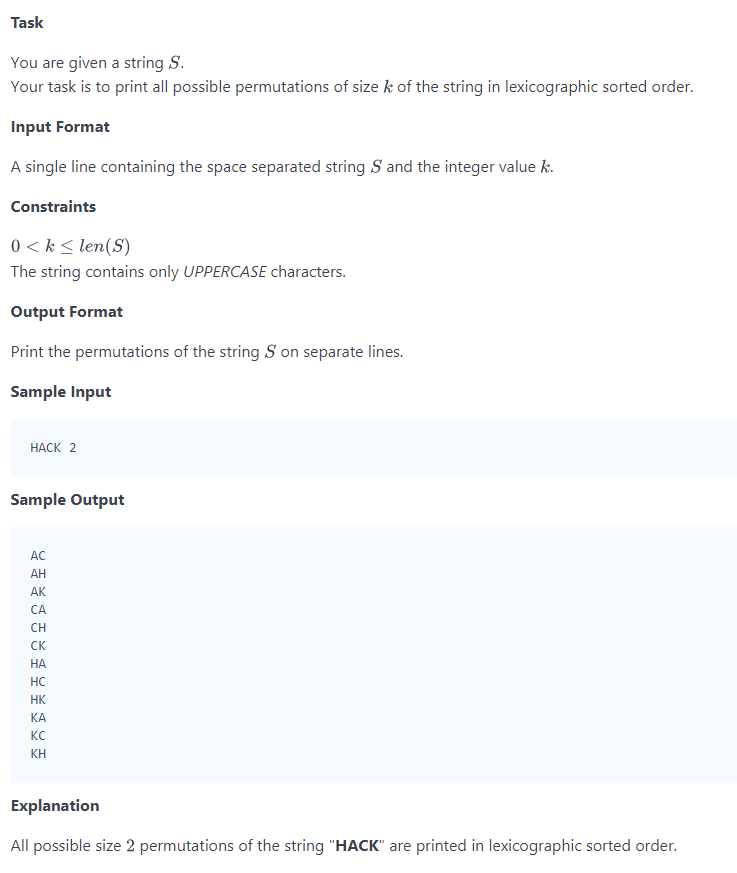 Task
You are given a string S.
Your task is to print all possible permutations of size k of the string in lexicographic sorted order.
Input Format
A single line containing the space separated string S and the integer value k.
Constraints
0 < k ≤ len(S)
The string contains only UPPERCASE characters.
Output Format
Print the permutations of the string S on separate lines.
Sample Input
HACK 2
Sample Output
AC
AH
AK
CA
CH
CK
HA
HC
HK
KA
KC
KH
Explanation
All possible size 2 permutations of the string "HACK" are printed in lexicographic sorted order.